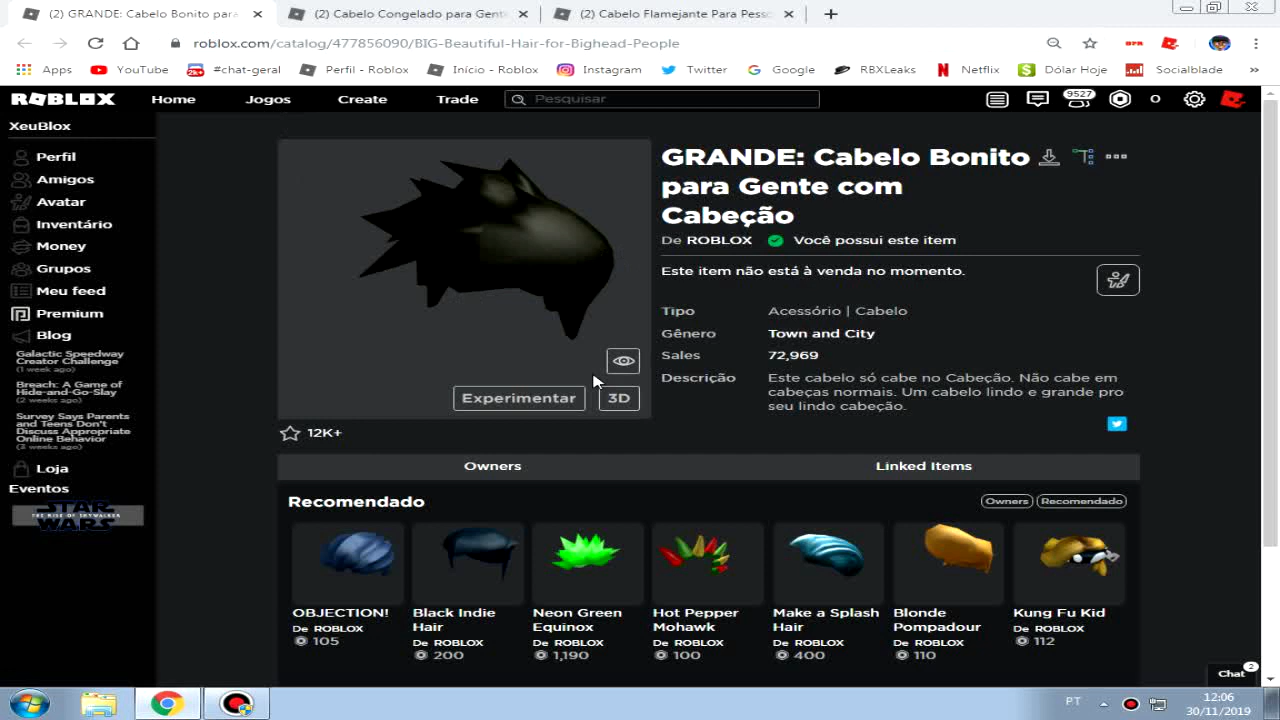 (2) GRANDE: Cabelo Bonito para
(2) Cabelo Congelado para Gent
(2) Cabelo Flamejante Para Pesso
roblox.com/catalog/477856090/BIG-Beautiful-Hair-for-Bighead-People
Apps YouTube #chat-geral Perfil - Roblox Início - Roblox Instagram Twitter Google RBXLeaks Netflix Dólar Hoje Socialblade »
ROBLOX Home Jogos Create Trade Pesquisar 9527 0
XeuBlox
Perfil
Amigos
Avatar
Inventário
Money
Grupos
Meu feed
Premium
Blog
Galactic Speedway
Creator Challenge
(1 week ago)
Breach: A Game of
Hide-and-Go-Slay
(2 weeks ago)
Survey Says Parents
and Teens Don't
Discuss Appropriate
Online Behavior
(3 weeks ago)
Loja
Eventos
STAR
THE RISE OF SKYWALKER
WARS
GRANDE: Cabelo Bonito
para Gente com
Cabeção
De ROBLOX Você possui este item
Este item não está à venda no momento.
Tipo Acessório | Cabelo
Gênero Town and City
Sales 72,969
Descrição Este cabelo só cabe no Cabeção. Não cabe em
cabeças normais. Um cabelo lindo e grande pro
seu lindo cabeção.
Experimentar 3D
12K+
Owners Linked Items
Recomendado Owners Recomendado
OBJECTION!
De ROBLOX
105
Black Indie
Hair
De ROBLOX
200
Neon Green
Equinox
De ROBLOX
1,190
Hot Pepper
Mohawk
De ROBLOX
100
Make a Splash
Hair
De ROBLOX
400
Blonde
Pompadour
De ROBLOX
110
Kung Fu Kid
De ROBLOX
112
Chat 2
PT
12:06
30/11/2019